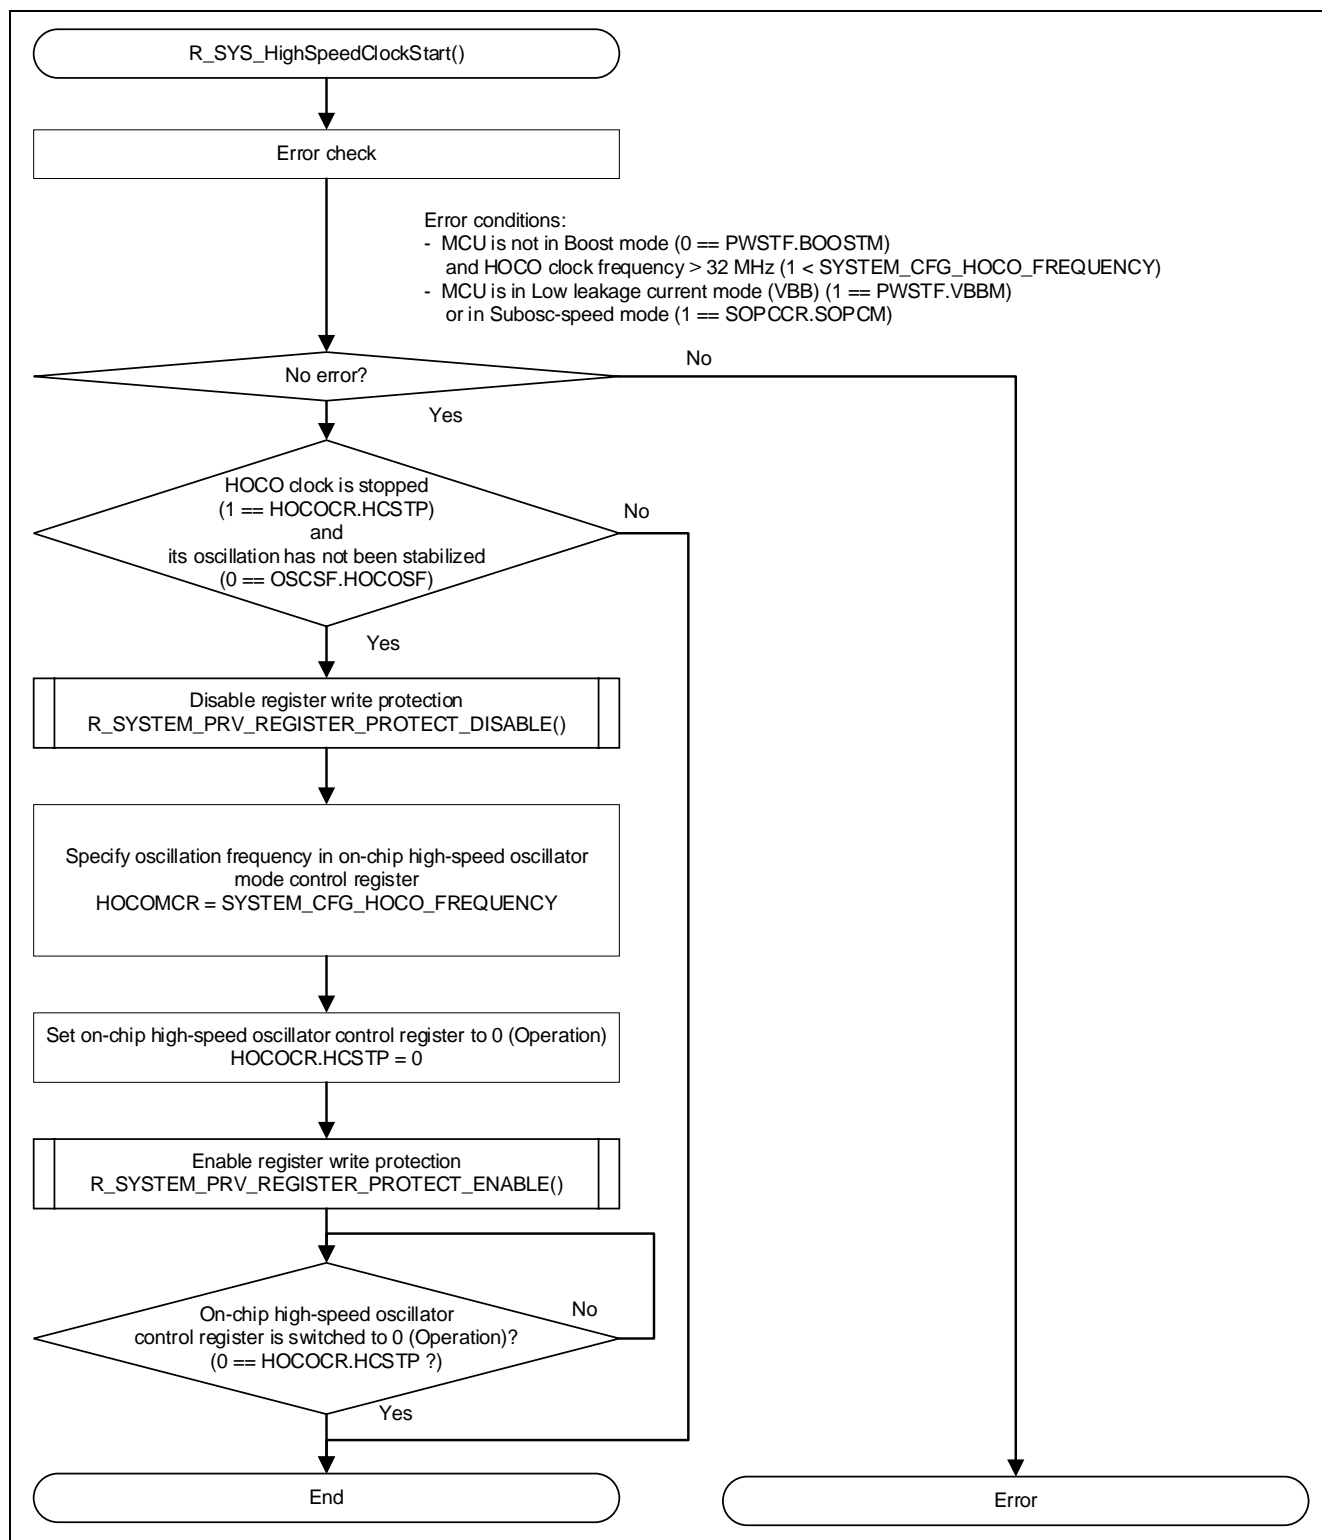 R_SYS_HighSpeedClockStart()
Error check
Error conditions:
- MCU is not in Boost mode (0 == PWSTF.BOOSTM)
and HOCO clock frequency > 32 MHz (1 < SYSTEM_CFG_HOCO_FREQUENCY)
- MCU is in Low leakage current mode (VBB) (1 == PWSTF.VBBM)
or in Subosc-speed mode (1 == SOPCCR.SOPCM)
No error?
No
Yes
HOCO clock is stopped
(1 == HOCOCR.HCSTP)
and
its oscillation has not been stabilized
(0 == OSCSF.HOCOSF)
No
Yes
Disable register write protection
R_SYSTEM_PRV_REGISTER_PROTECT_DISABLE()
Specify oscillation frequency in on-chip high-speed oscillator
mode control register
HOCOMCR = SYSTEM_CFG_HOCO_FREQUENCY
Set on-chip high-speed oscillator control register to 0 (Operation)
HOCOCR.HCSTP = 0
Enable register write protection
R_SYSTEM_PRV_REGISTER_PROTECT_ENABLE()
On-chip high-speed oscillator
control register is switched to 0 (Operation)?
(0 == HOCOCR.HCSTP ?)
No
Yes
End
Error